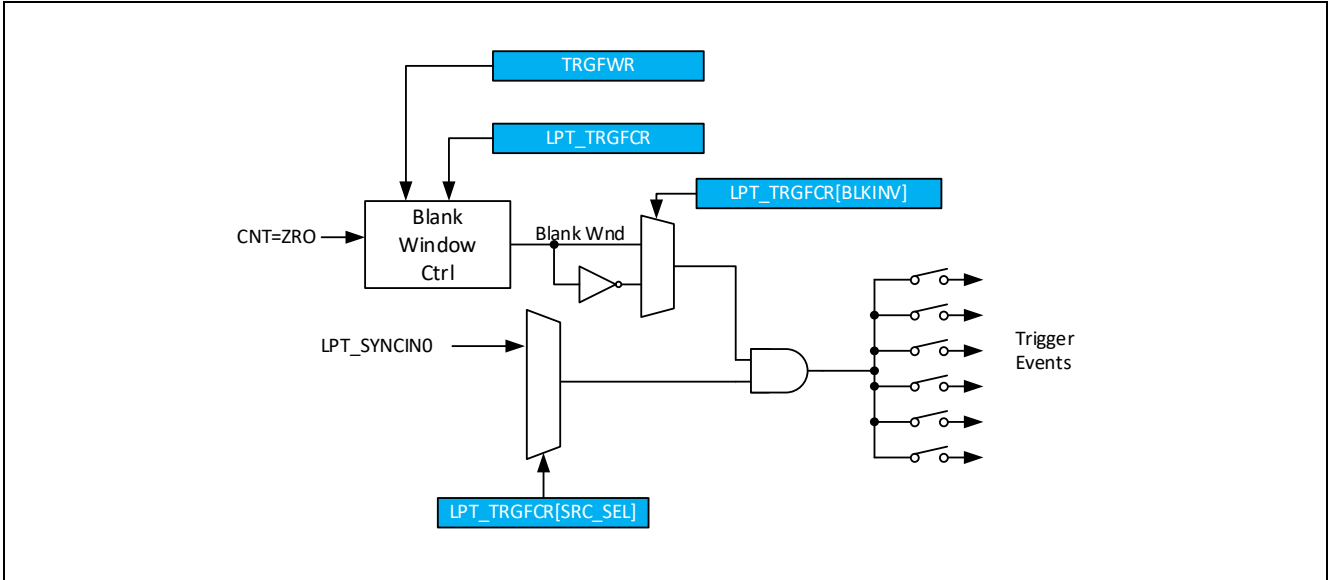 TRGFWR
LPT_TRGFCR
LPT_TRGFCR[BLKINV]
Blank
Window
Ctrl
CNT=ZRO
Blank Wnd
LPT_SYNCIN0
Trigger
Events
LPT_TRGFCR[SRC_SEL]